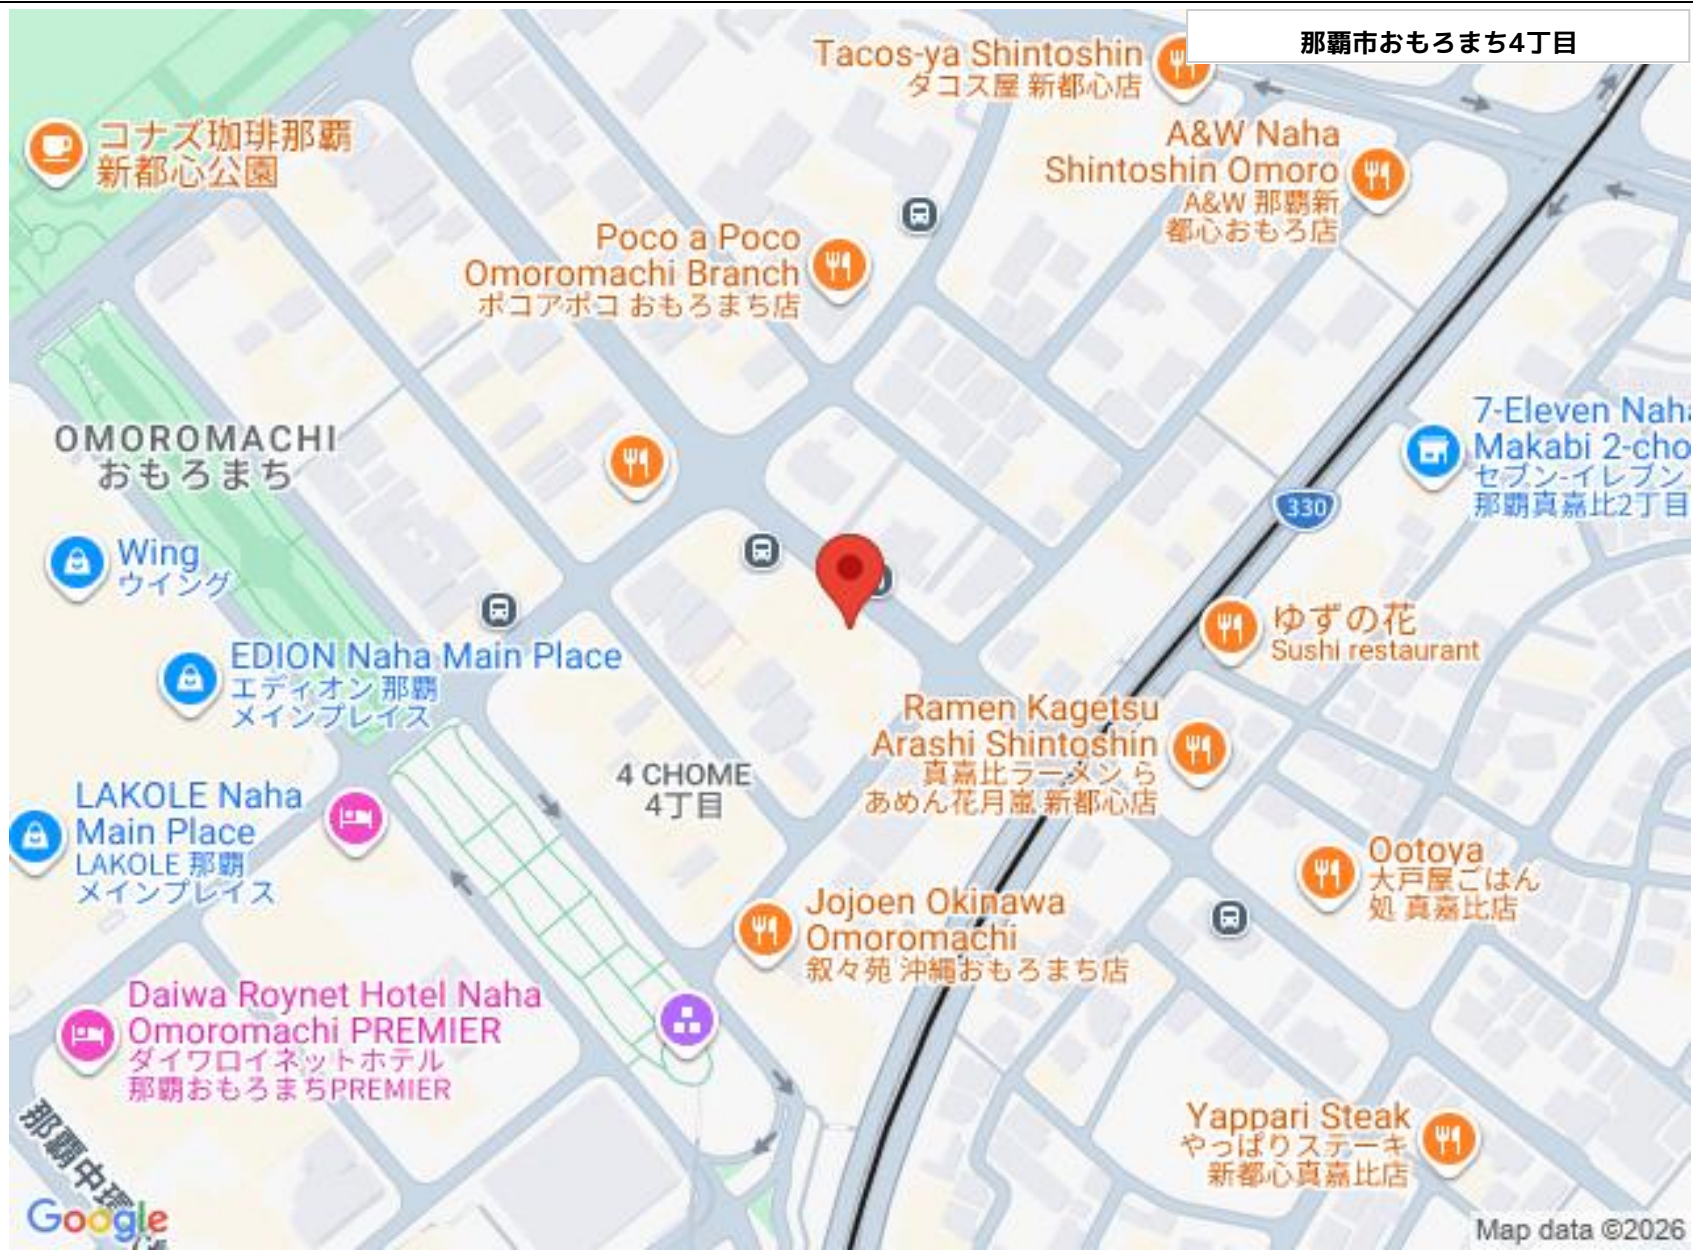 那覇市おもろまち4丁目
Tacos-ya Shintoshin
タコス屋 新都心店
コナズ珈琲那覇
新都心公園
A&W Naha
Shintoshin Omoro
A&W 那覇新
都心おもろ店
Poco a Poco
Omoromachi Branch
ポコアポコ おもろまち店
OMOROMACHI
おもろまち
7-Eleven Naha
Makabi 2-cho
セブン-イレブン
那覇真嘉比2丁目
330
Wing
ウイング
ゆずの花
Sushi restaurant
EDION Naha Main Place
エディオン 那覇
メインプレイス
Ramen Kagetsu
Arashi Shintoshin
真嘉比ラーメン ら
あめん花月嵐 新都心店
4 CHOME
4丁目
LAKOLE Naha
Main Place
LAKOLE 那覇
メインプレイス
Ootoya
大戸屋ごはん
処 真嘉比店
Jojoen Okinawa
Omoromachi
叙々苑 沖縄おもろまち店
Daiwa Roynet Hotel Naha
Omoromachi PREMIER
ダイワロイネットホテル
那覇おもろまちPREMIER
Yappari Steak
やっぱりステーキ
新都心真嘉比店
那覇中環
Google
Map data ©2026